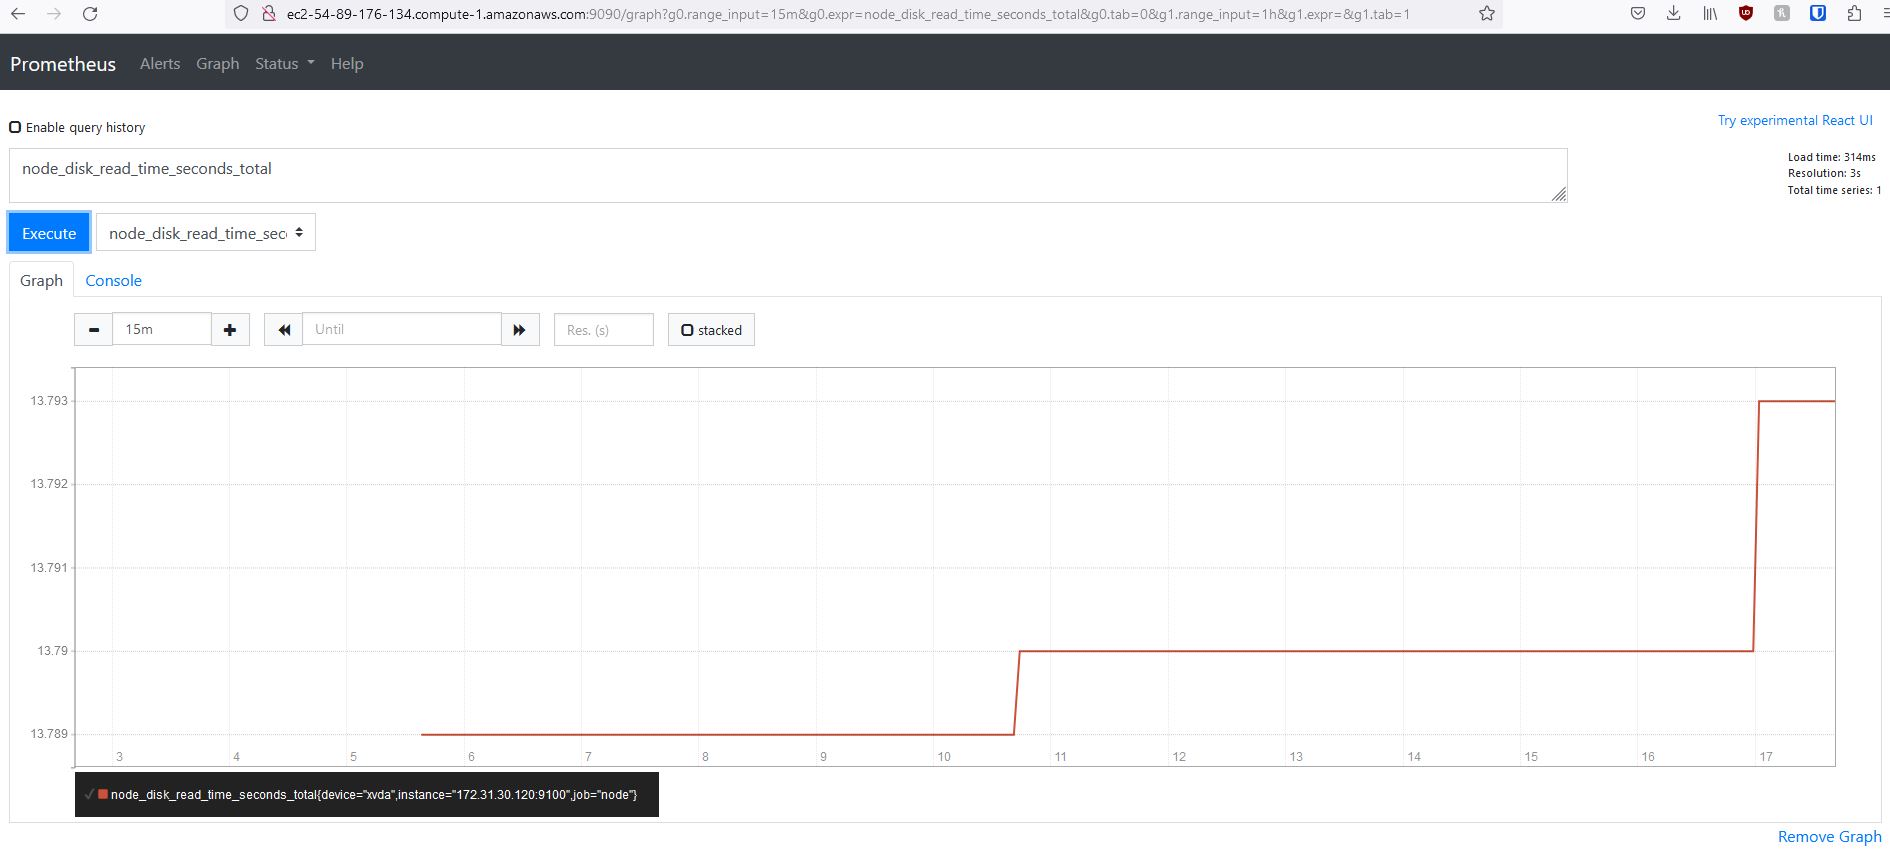 ec2-54-89-176-134.compute-1.amazonaws.com:9090/graph?g0.range_input=15m&g0.expr=node_disk_read_time_seconds_total&g0.tab=0&g1.range_input=1h&g1.expr=&g1.tab=1
Prometheus Alerts Graph Status Help
Enable query history
Try experimental React UI
node_disk_read_time_seconds_total
Load time: 314ms
Resolution: 3s
Total time series: 1
Execute node_disk_read_time_sec
Graph Console
15m Until Res. (s) stacked
13.793
13.792
13.791
13.79
13.789
3 4 5 6 7 8 9 10 11 12 13 14 15 16 17
node_disk_read_time_seconds_total{device="xvda",instance="172.31.30.120:9100",job="node"}
Remove Graph